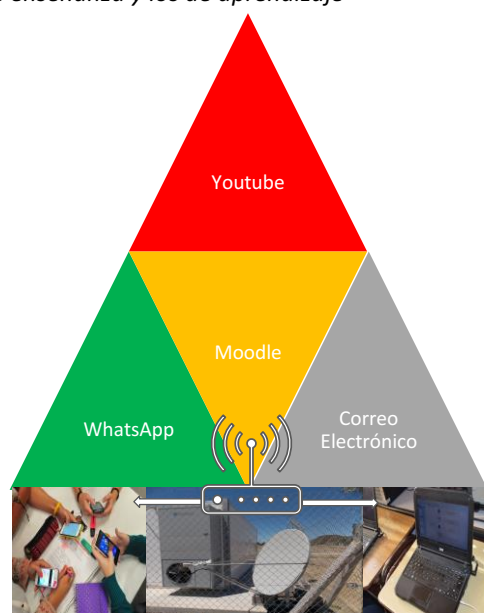 enseñanza y los de aprendizaje
Youtube
Moodle
WhatsApp
Correo
Electrónico